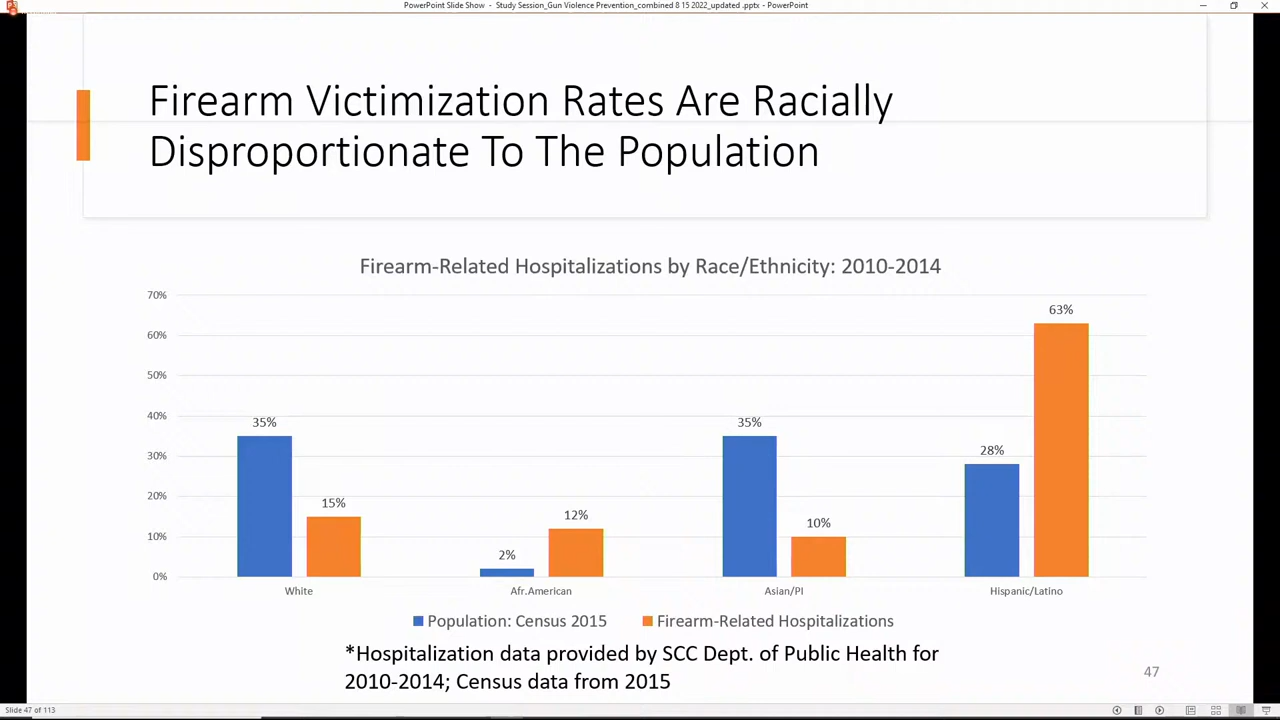 PowerPoint Slide Show - Study Session_Gun Violence Prevention_combined 8 15 2022_updated .pptx - PowerPoint
Firearm Victimization Rates Are Racially
Disproportionate To The Population
Firearm-Related Hospitalizations by Race/Ethnicity: 2010-2014
70%
60%
50%
40%
30%
20%
10%
0%
35%
15%
2%
12%
35%
10%
28%
63%
White
Afr.American
Asian/PI
Hispanic/Latino
Population: Census 2015
Firearm-Related Hospitalizations
*Hospitalization data provided by SCC Dept. of Public Health for
2010-2014; Census data from 2015
47
Slide 47 of 113